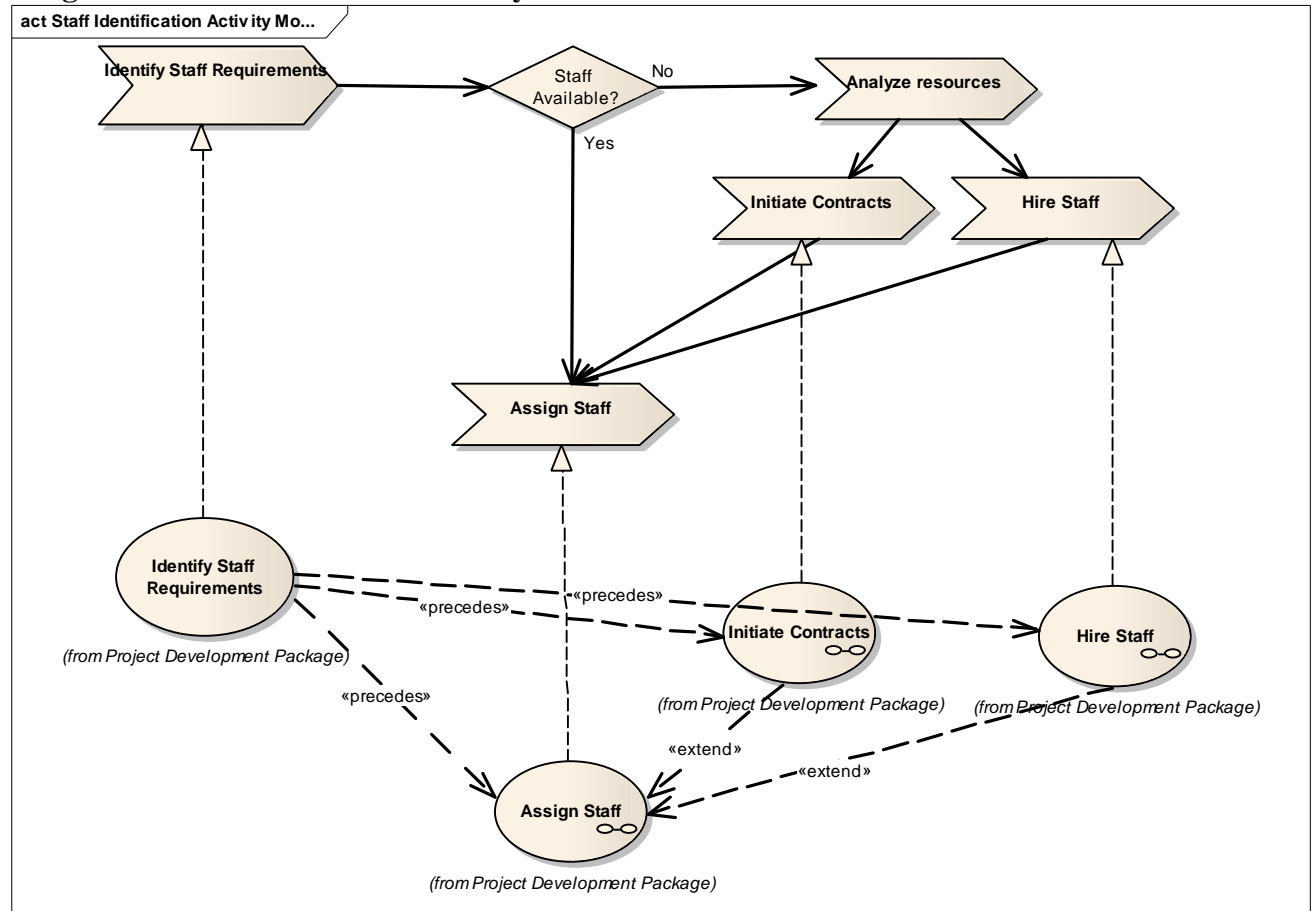 act Staff Identification Activity Mo...
Identify Staff Requirements
Staff
Available?
No
Analyze resources
Yes
Initiate Contracts
Hire Staff
Assign Staff
Identify Staff
Requirements
«precedes»
«precedes»
Initiate Contracts
Hire Staff
(from Project Development Package)
«precedes»
(from Project Development Package)
(from Project Development Package)
«extend»
«extend»
Assign Staff
(from Project Development Package)